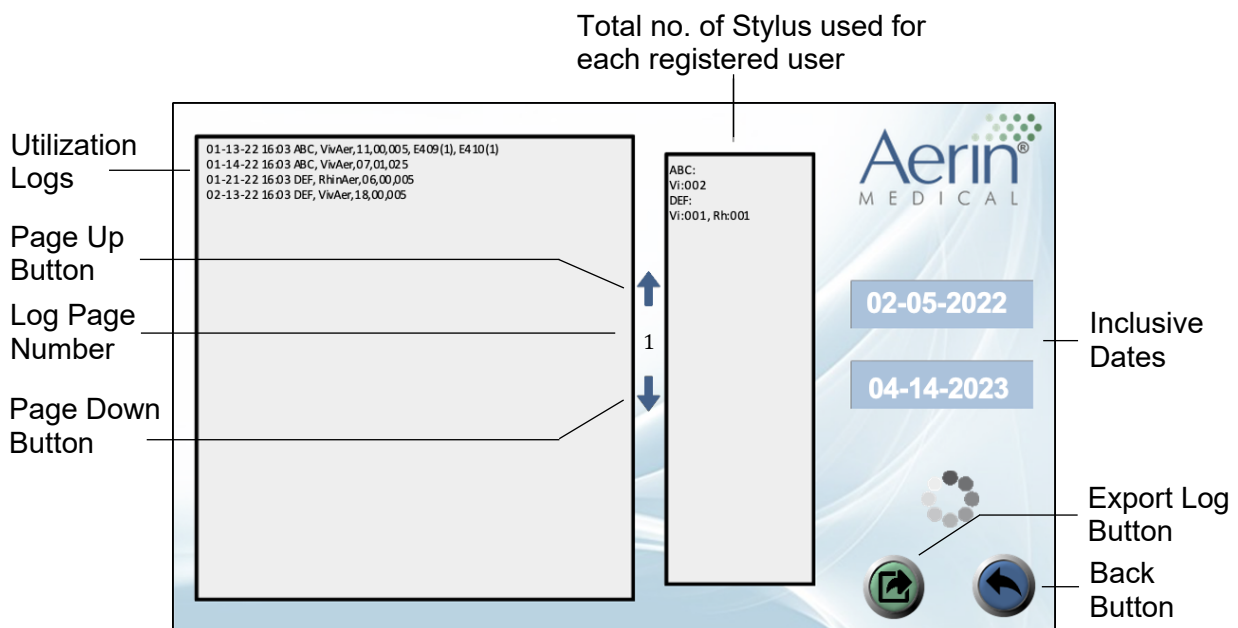 Total no. of Stylus used for
each registered user
Utilization
Logs
Page Up
Button
Log Page
Number
Page Down
Button
01-13-22 16:03 ABC, VivAer,11,00,005, E409(1), E410(1)
01-14-22 16:03 ABC, VivAer,07,01,025
01-21-22 16:03 DEF, RhinAer,06,00,005
02-13-22 16:03 DEF, VivAer,18,00,005
1
ABC:
Vi:002
DEF:
Vi:001, Rh:001
Aerin®
MEDICAL
02-05-2022
04-14-2023
Inclusive
Dates
Export Log
Button
Back
Button